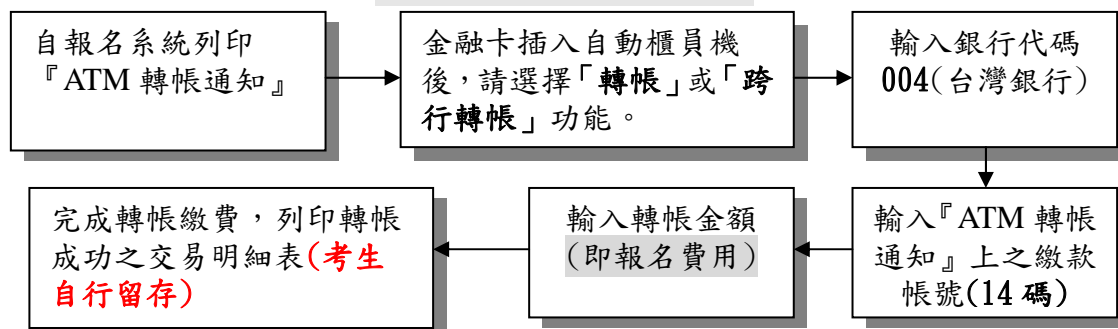 自報名系統列印
『ATM 轉帳通知』
金融卡插入自動櫃員機
後，請選擇「轉帳」或「跨
行轉帳」功能。
輸入銀行代碼
004(台灣銀行)
輸入『ATM 轉帳
通知』上之繳款
帳號(14 碼)
輸入轉帳金額
(即報名費用)
完成轉帳繳費，列印轉帳
成功之交易明細表(考生
自行留存)